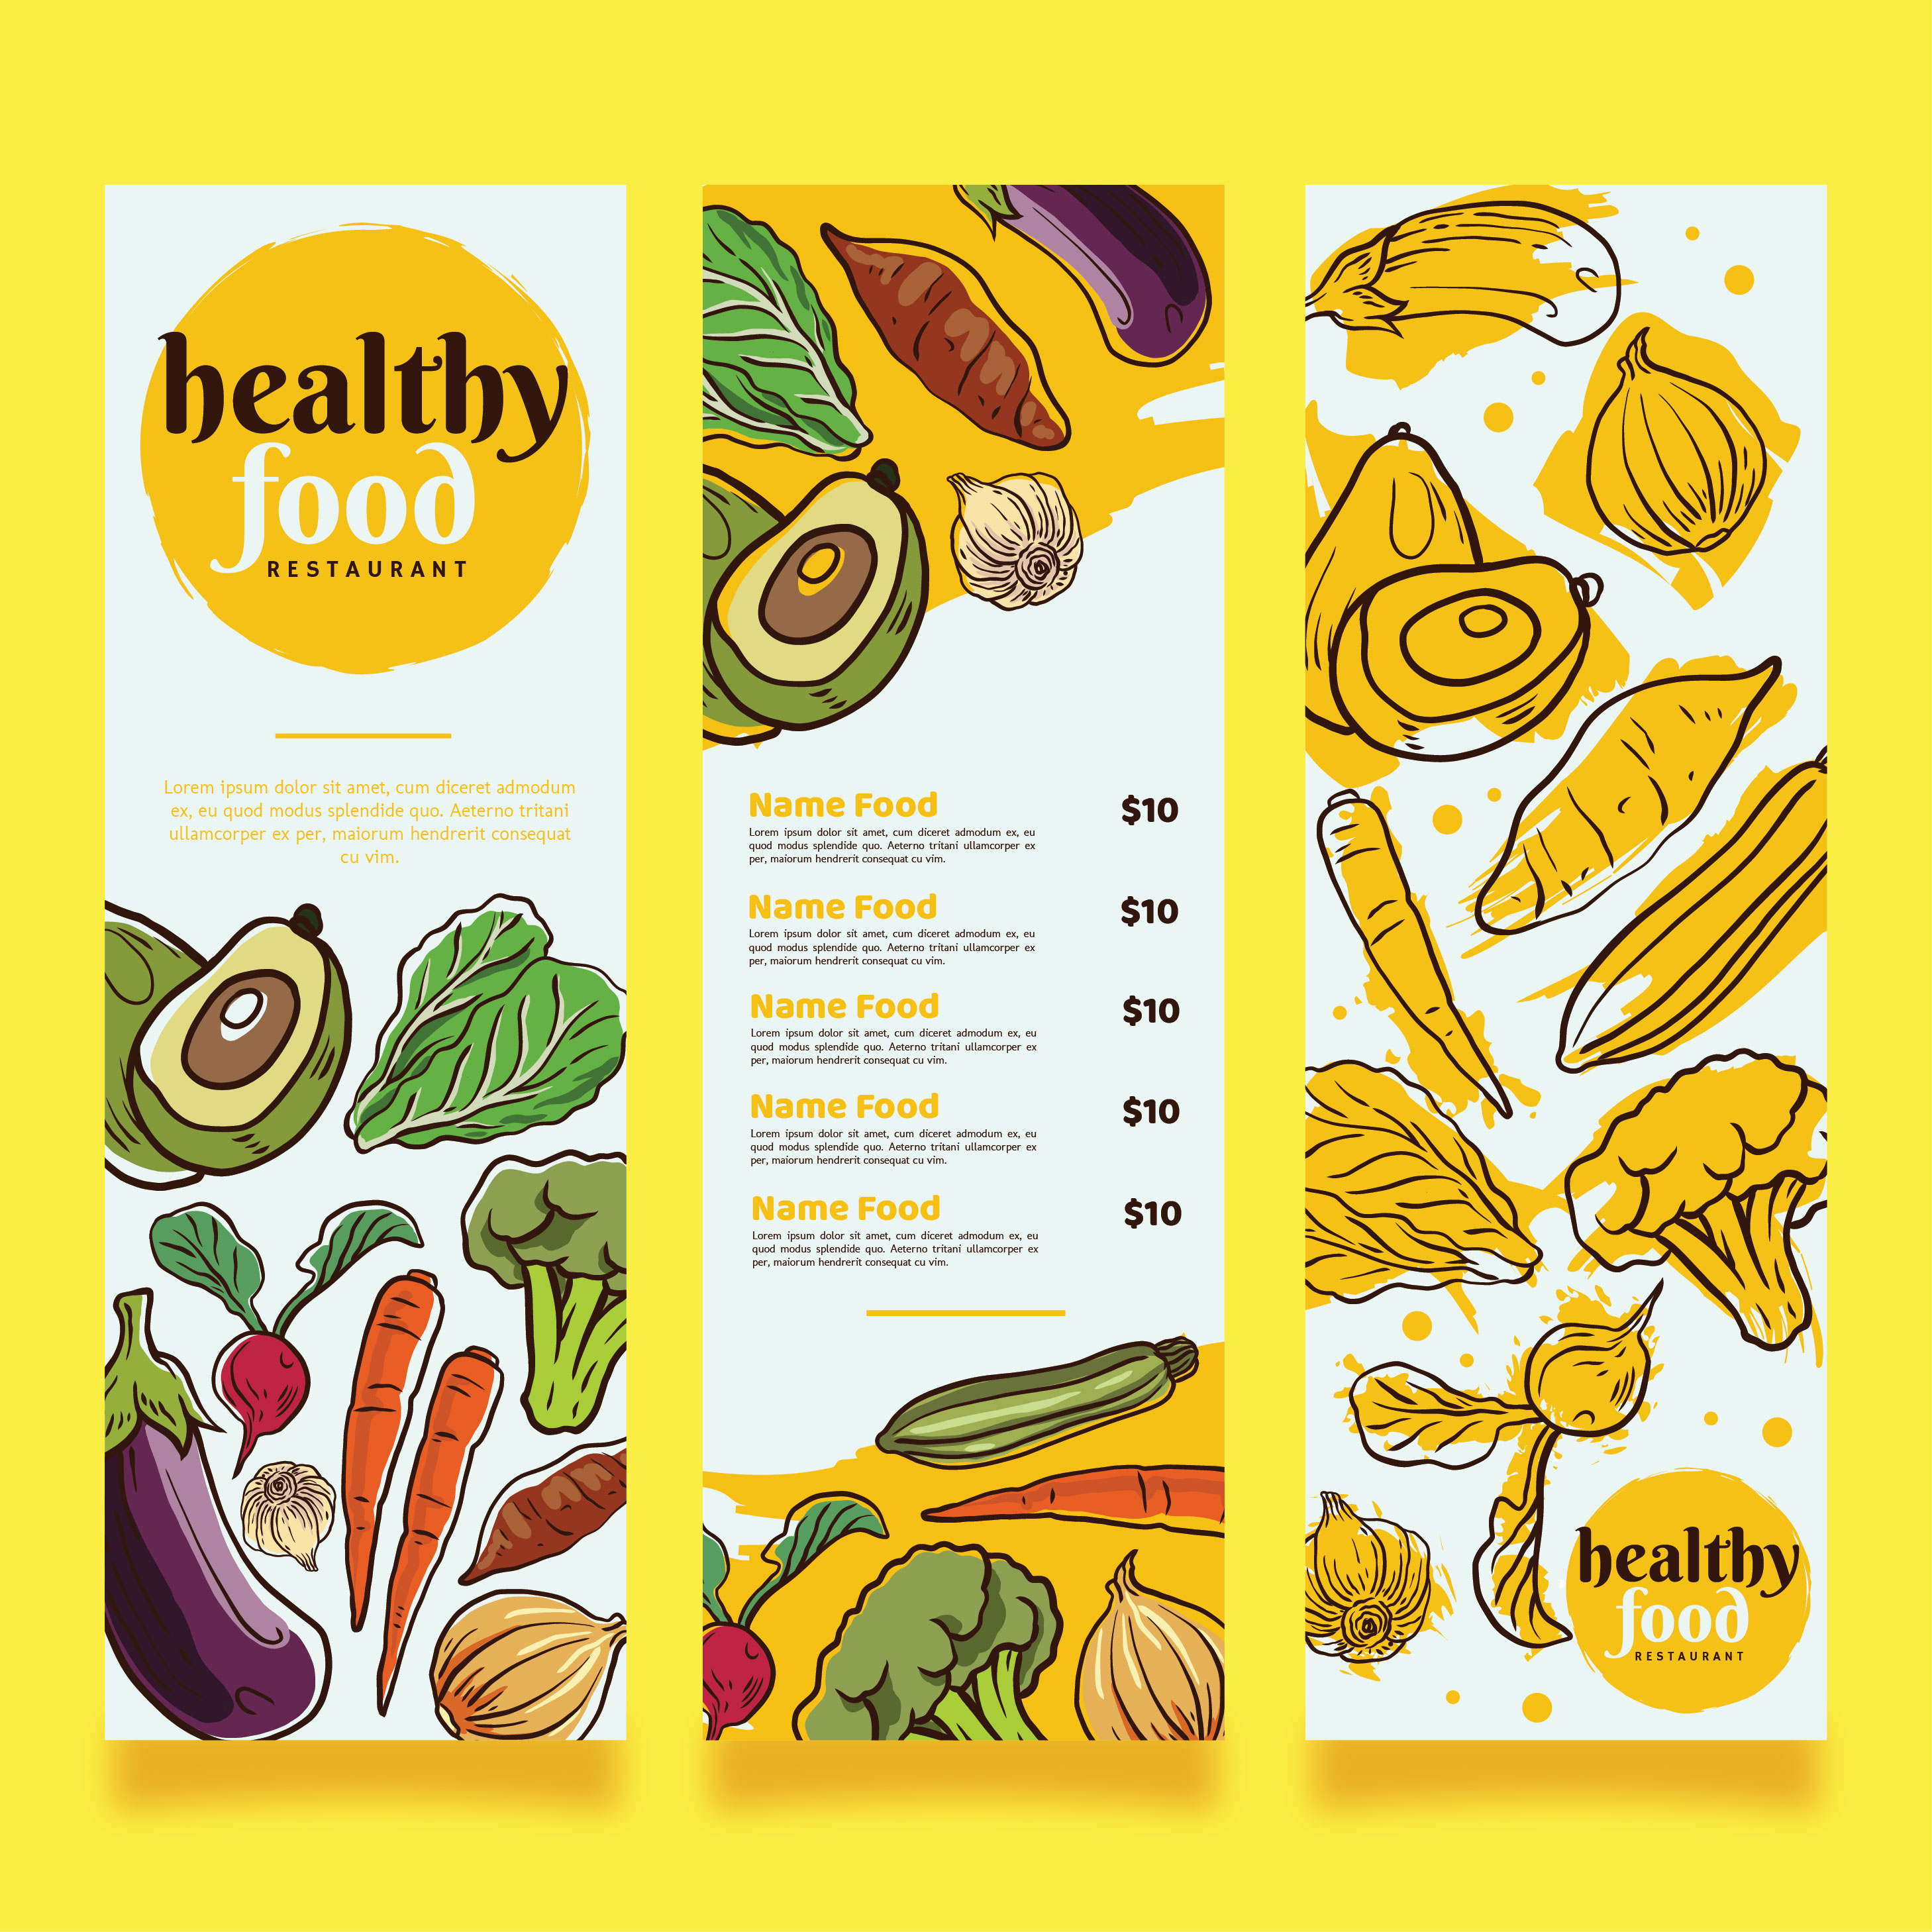 healthy
food
RESTAURANT
Lorem ipsum dolor sit amet, cum diceret admodum
ex, eu quod modus splendide quo. Aeterno tritani
ullamcorper ex per, maiorum hendrerit consequat
cu vim.
Name Food $10
Lorem ipsum dolor sit amet, cum diceret admodum ex, eu
quod modus splendide quo. Aeterno tritani ullamcorper ex
per, maiorum hendrerit consequat cu vim.
Name Food $10
Lorem ipsum dolor sit amet, cum diceret admodum ex, eu
quod modus splendide quo. Aeterno tritani ullamcorper ex
per, maiorum hendrerit consequat cu vim.
Name Food $10
Lorem ipsum dolor sit amet, cum diceret admodum ex, eu
quod modus splendide quo. Aeterno tritani ullamcorper ex
per, maiorum hendrerit consequat cu vim.
Name Food $10
Lorem ipsum dolor sit amet, cum diceret admodum ex, eu
quod modus splendide quo. Aeterno tritani ullamcorper ex
per, maiorum hendrerit consequat cu vim.
Name Food $10
Lorem ipsum dolor sit amet, cum diceret admodum ex, eu
quod modus splendide quo. Aeterno tritani ullamcorper ex
per, maiorum hendrerit consequat cu vim.
healthy
food
RESTAURANT